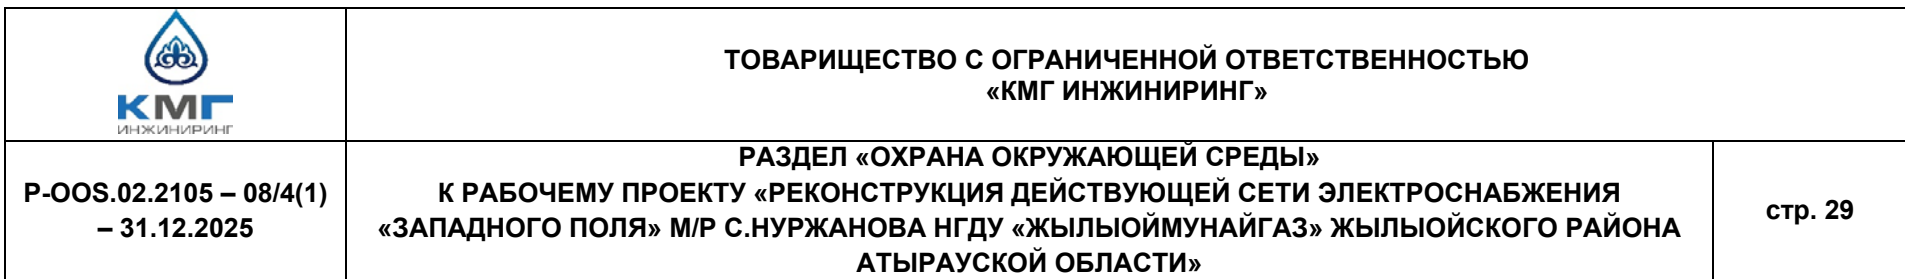 КМГ
ИНЖИНИРИНГ
ТОВАРИЩЕСТВО С ОГРАНИЧЕННОЙ ОТВЕТСТВЕННОСТЬЮ
«КМГ ИНЖИНИРИНГ»
P-OOS.02.2105 – 08/4(1)
– 31.12.2025
РАЗДЕЛ «ОХРАНА ОКРУЖАЮЩЕЙ СРЕДЫ»
К РАБОЧЕМУ ПРОЕКТУ «РЕКОНСТРУКЦИЯ ДЕЙСТВУЮЩЕЙ СЕТИ ЭЛЕКТРОСНАБЖЕНИЯ
«ЗАПАДНОГО ПОЛЯ» М/Р С.НУРЖАНОВА НГДУ «ЖЫЛЫОЙМУНАЙГАЗ» ЖЫЛЫОЙСКОГО РАЙОНА
АТЫРАУСКОЙ ОБЛАСТИ»
стр. 29